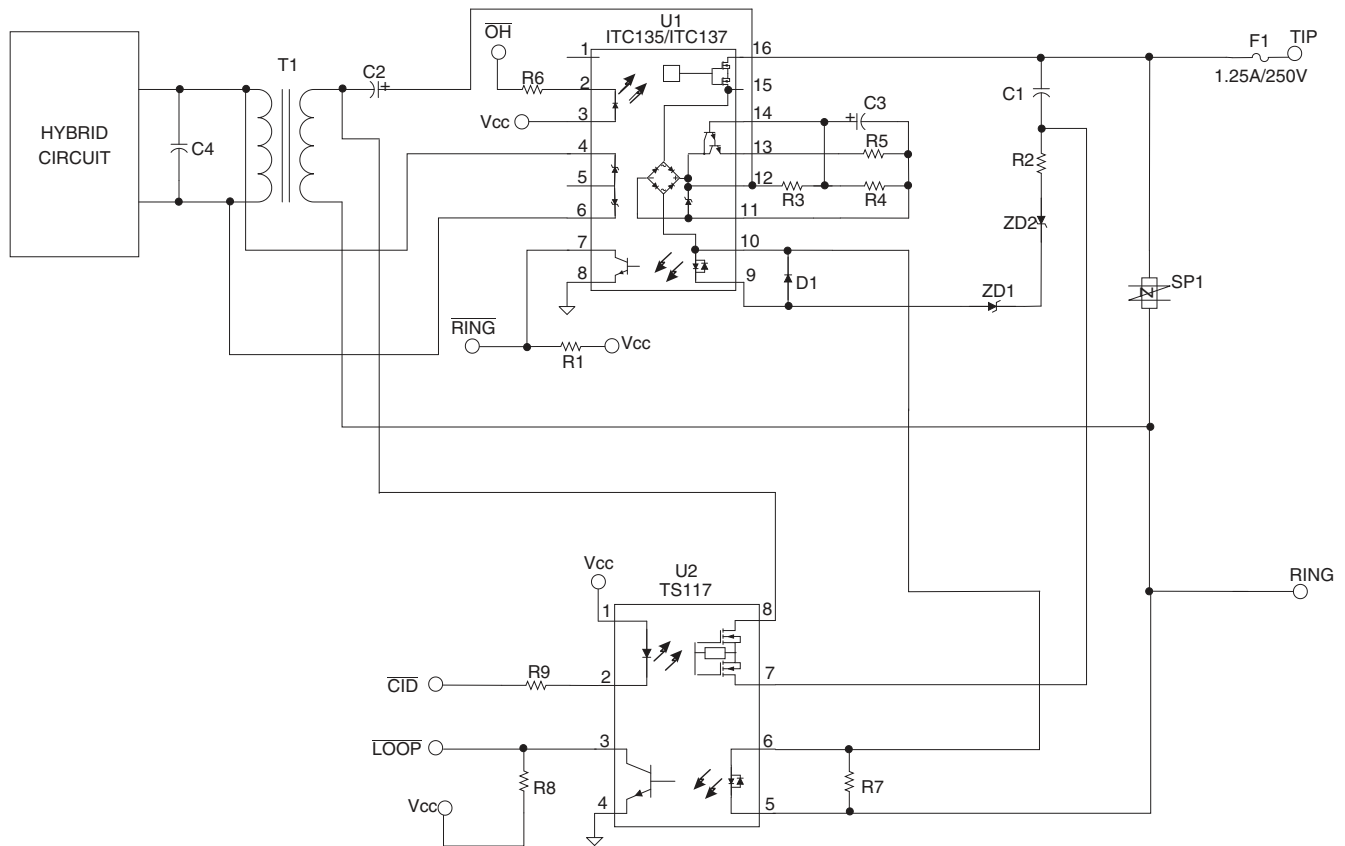 U1
ITC135/ITC137
OH
F1
TIP
1.25A/250V
T1
C2
R6
1
2
3
4
5
6
7
8
16
15
14
13
12
11
10
9
Vcc
C3
R5
R3
R4
C1
R2
ZD2
ZD1
D1
SP1
HYBRID
CIRCUIT
C4
RING
R1
Vcc
RING
Vcc
U2
TS117
1
2
3
4
8
7
6
5
CID
R9
LOOP
R8
Vcc
R7